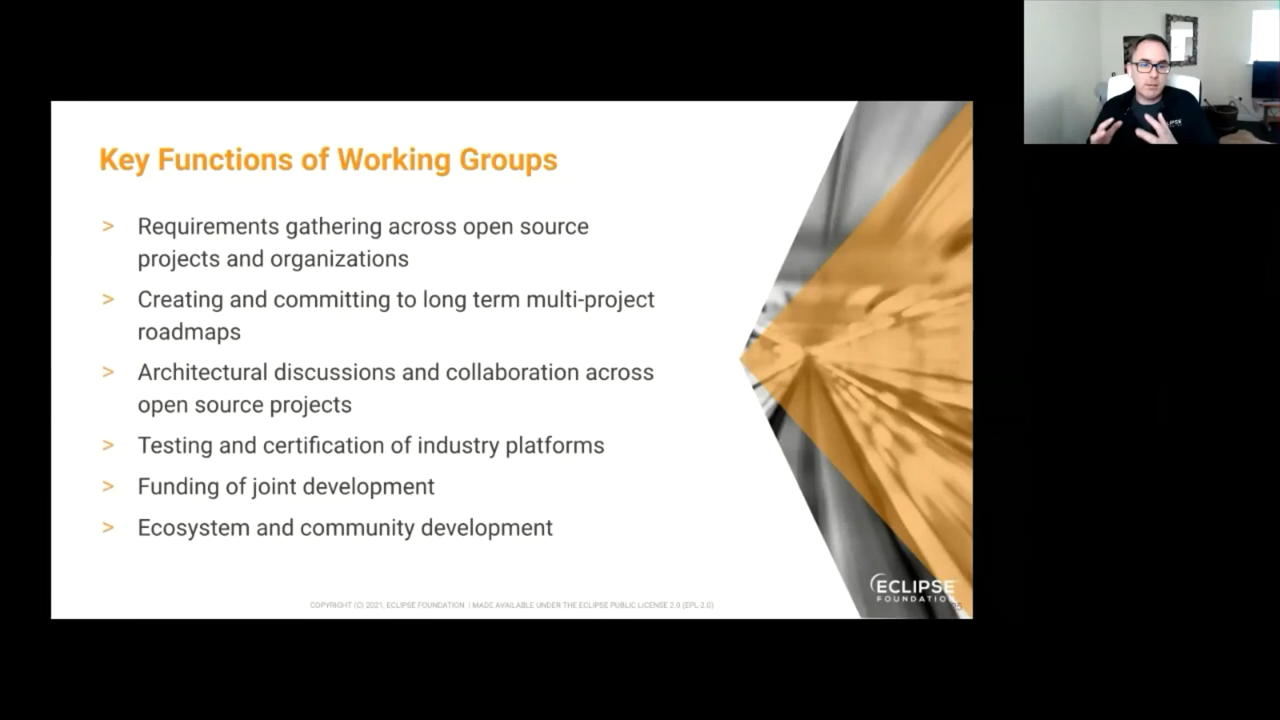 Key Functions of Working Groups
> Requirements gathering across open source
projects and organizations
> Creating and committing to long term multi-project
roadmaps
> Architectural discussions and collaboration across
open source projects
> Testing and certification of industry platforms
> Funding of joint development
> Ecosystem and community development
ECLIPSE
FOUNDATION
COPYRIGHT (C) 2021, ECLIPSE FOUNDATION | MADE AVAILABLE UNDER THE ECLIPSE PUBLIC LICENSE 2.0 (EPL-2.0)